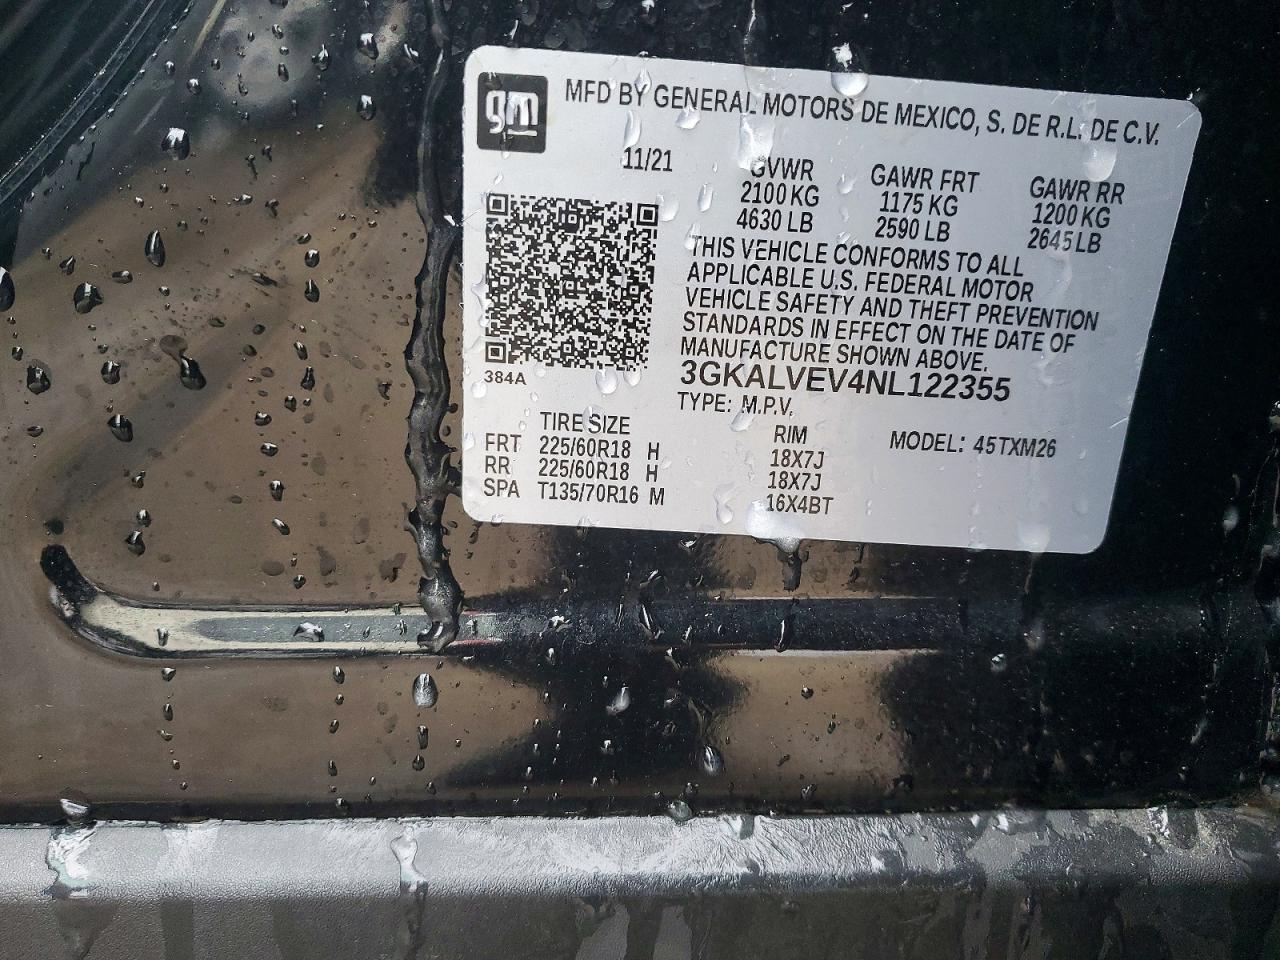 gm
MFD BY GENERAL MOTORS DE MEXICO, S. DE R.L. DE C.V.
11/21 GVWR GAWR FRT GAWR RR
2100 KG 1175 KG 1200 KG
4630 LB 2590 LB 2645 LB
THIS VEHICLE CONFORMS TO ALL
APPLICABLE U.S. FEDERAL MOTOR
VEHICLE SAFETY AND THEFT PREVENTION
STANDARDS IN EFFECT ON THE DATE OF
MANUFACTURE SHOWN ABOVE.
384A
3GKALVEV4NL122355
TYPE: M.P.V.
TIRE SIZE RIM MODEL: 45TXM26
FRT 225/60R18 H 18X7J
RR 225/60R18 H 18X7J
SPA T135/70R16 M 16X4BT